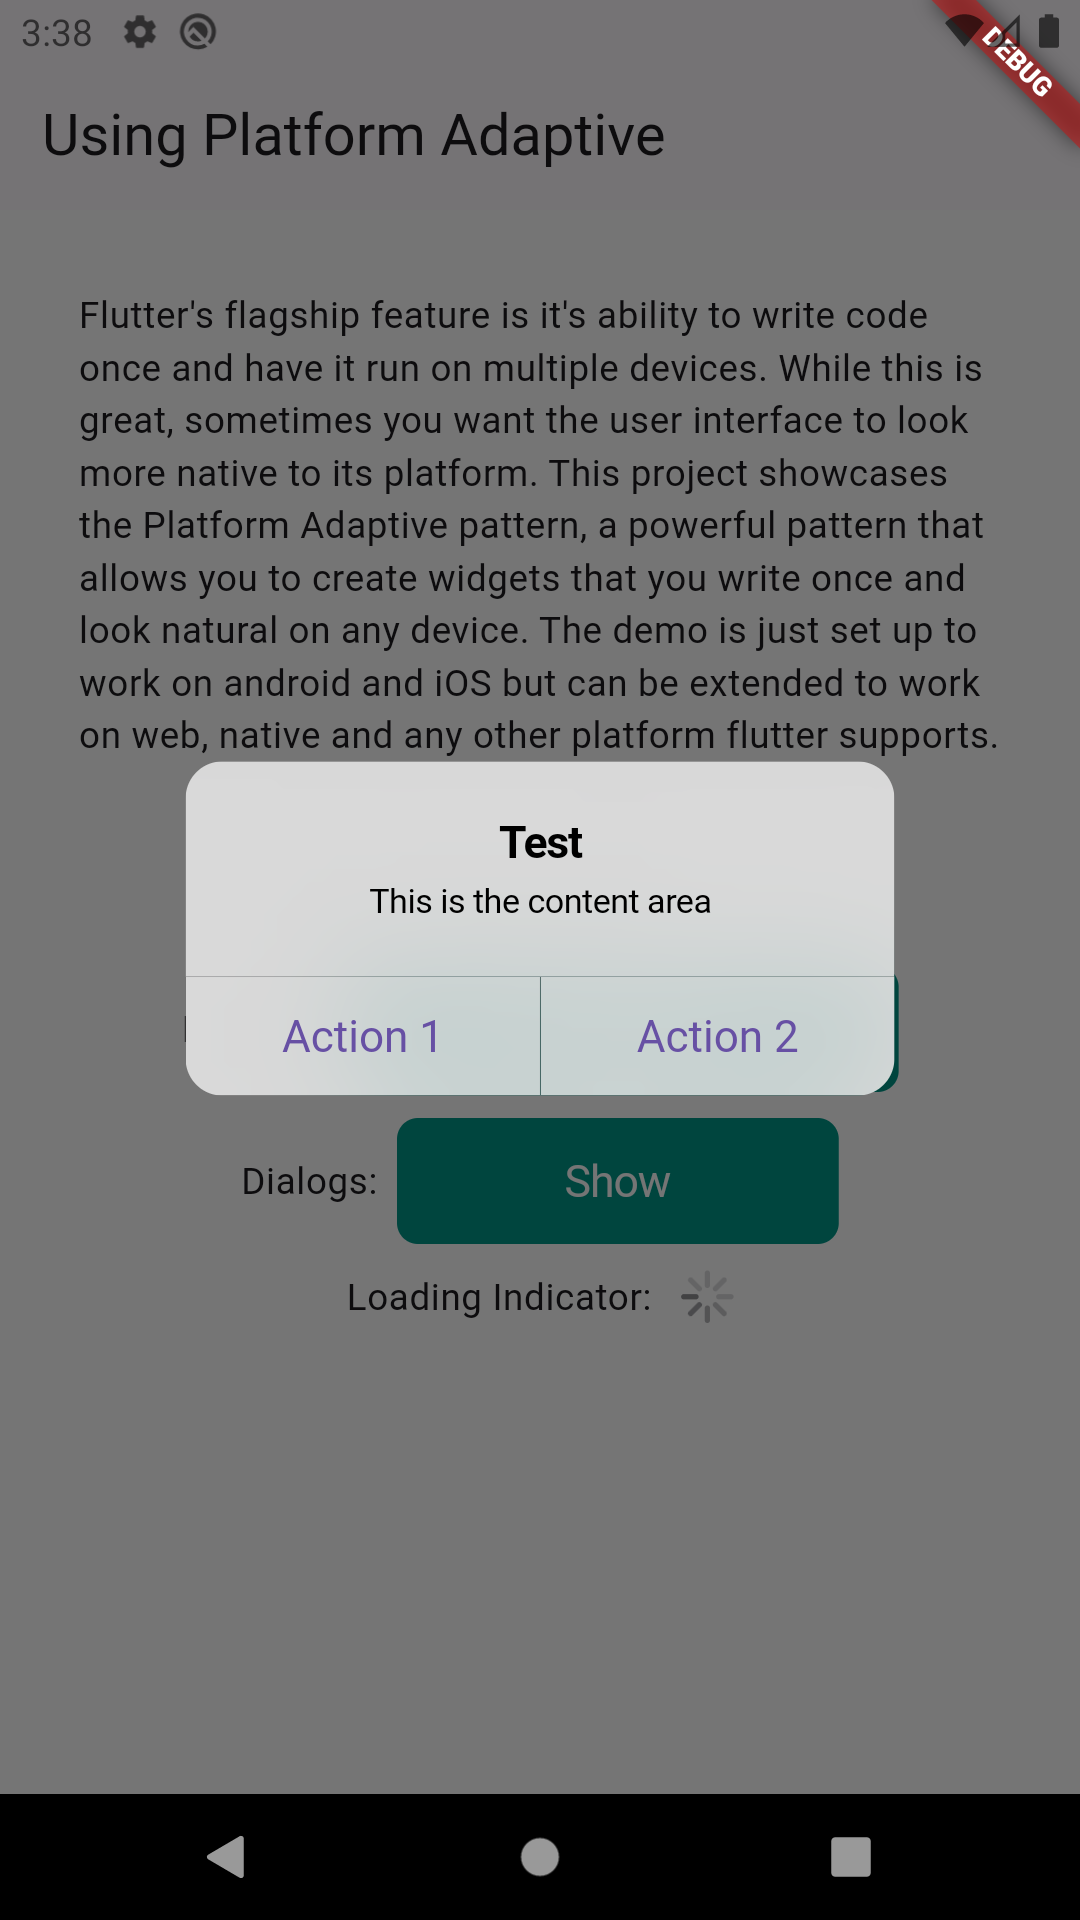 3:38
DEBUG
Using Platform Adaptive
Flutter's flagship feature is it's ability to write code
once and have it run on multiple devices. While this is
great, sometimes you want the user interface to look
more native to its platform. This project showcases
the Platform Adaptive pattern, a powerful pattern that
allows you to create widgets that you write once and
look natural on any device. The demo is just set up to
work on android and iOS but can be extended to work
on web, native and any other platform flutter supports.
Test
This is the content area
Action 1
Action 2
Dialogs:
Show
Loading Indicator: